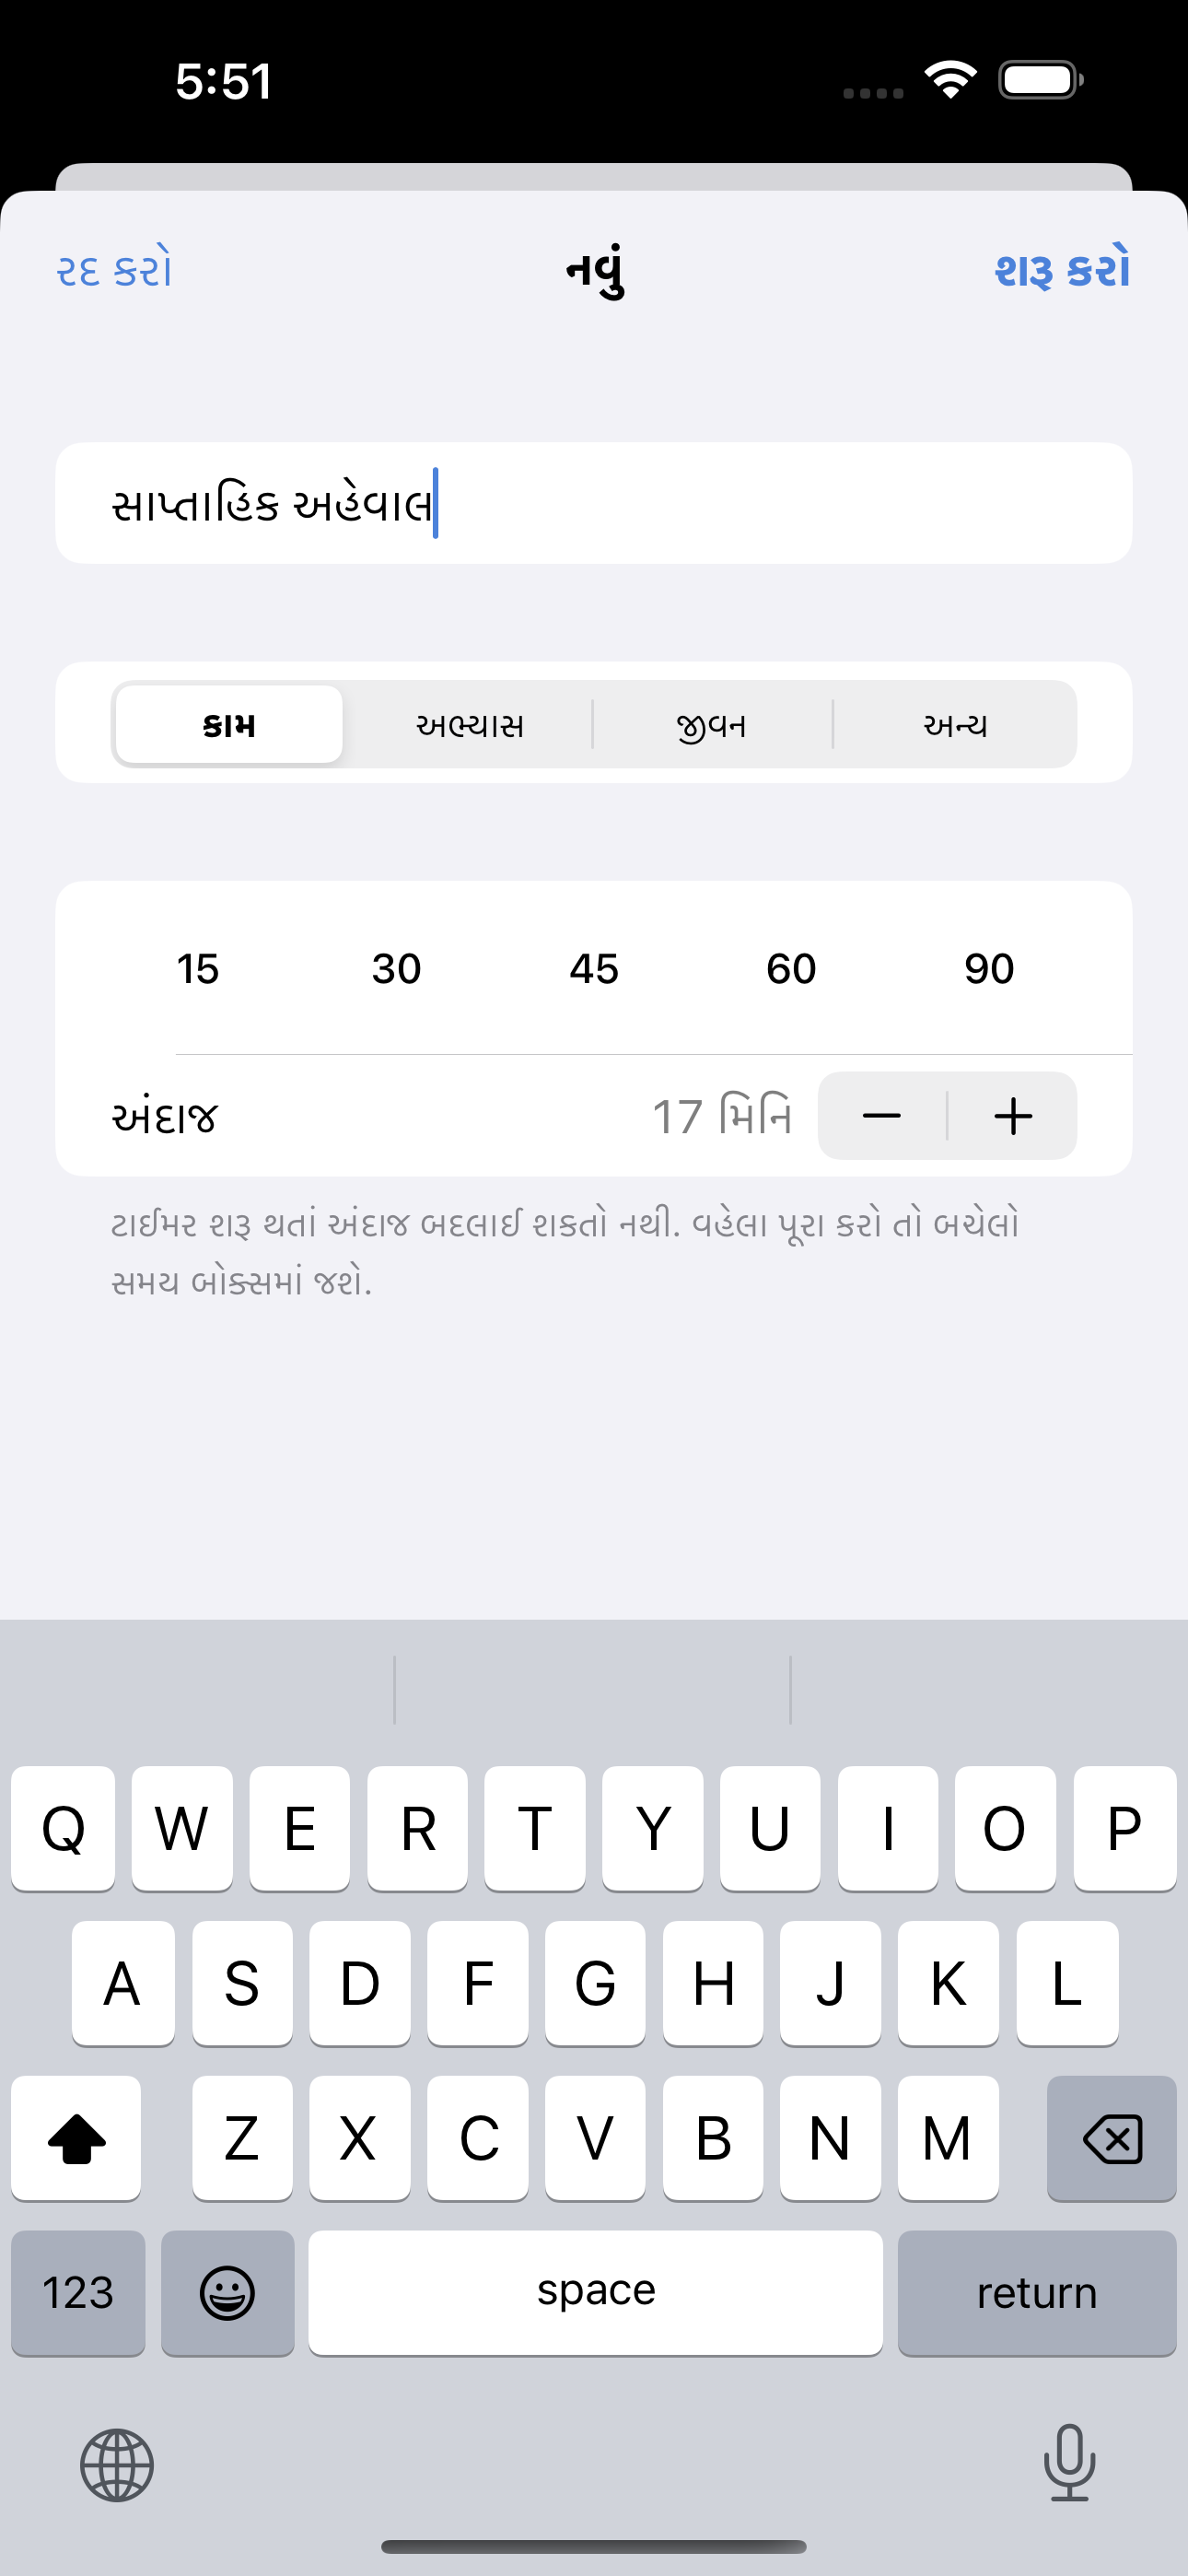 5:51
રદ કરો નવું શરૂ કરો
સાપ્તાહિક અહેવાલ
કામ અભ્યાસ જીવન અન્ય
15 30 45 60 90
અંદાજ 17 મિનિ − +
ટાઈમર શરૂ થતાં અંદાજ બદલાઈ શકતો નથી. વહેલા પૂરા કરો તો બચેલો
સમય બોક્સમાં જશે.
Q W E R T Y U I O P
A S D F G H J K L
Z X C V B N M
123 space return